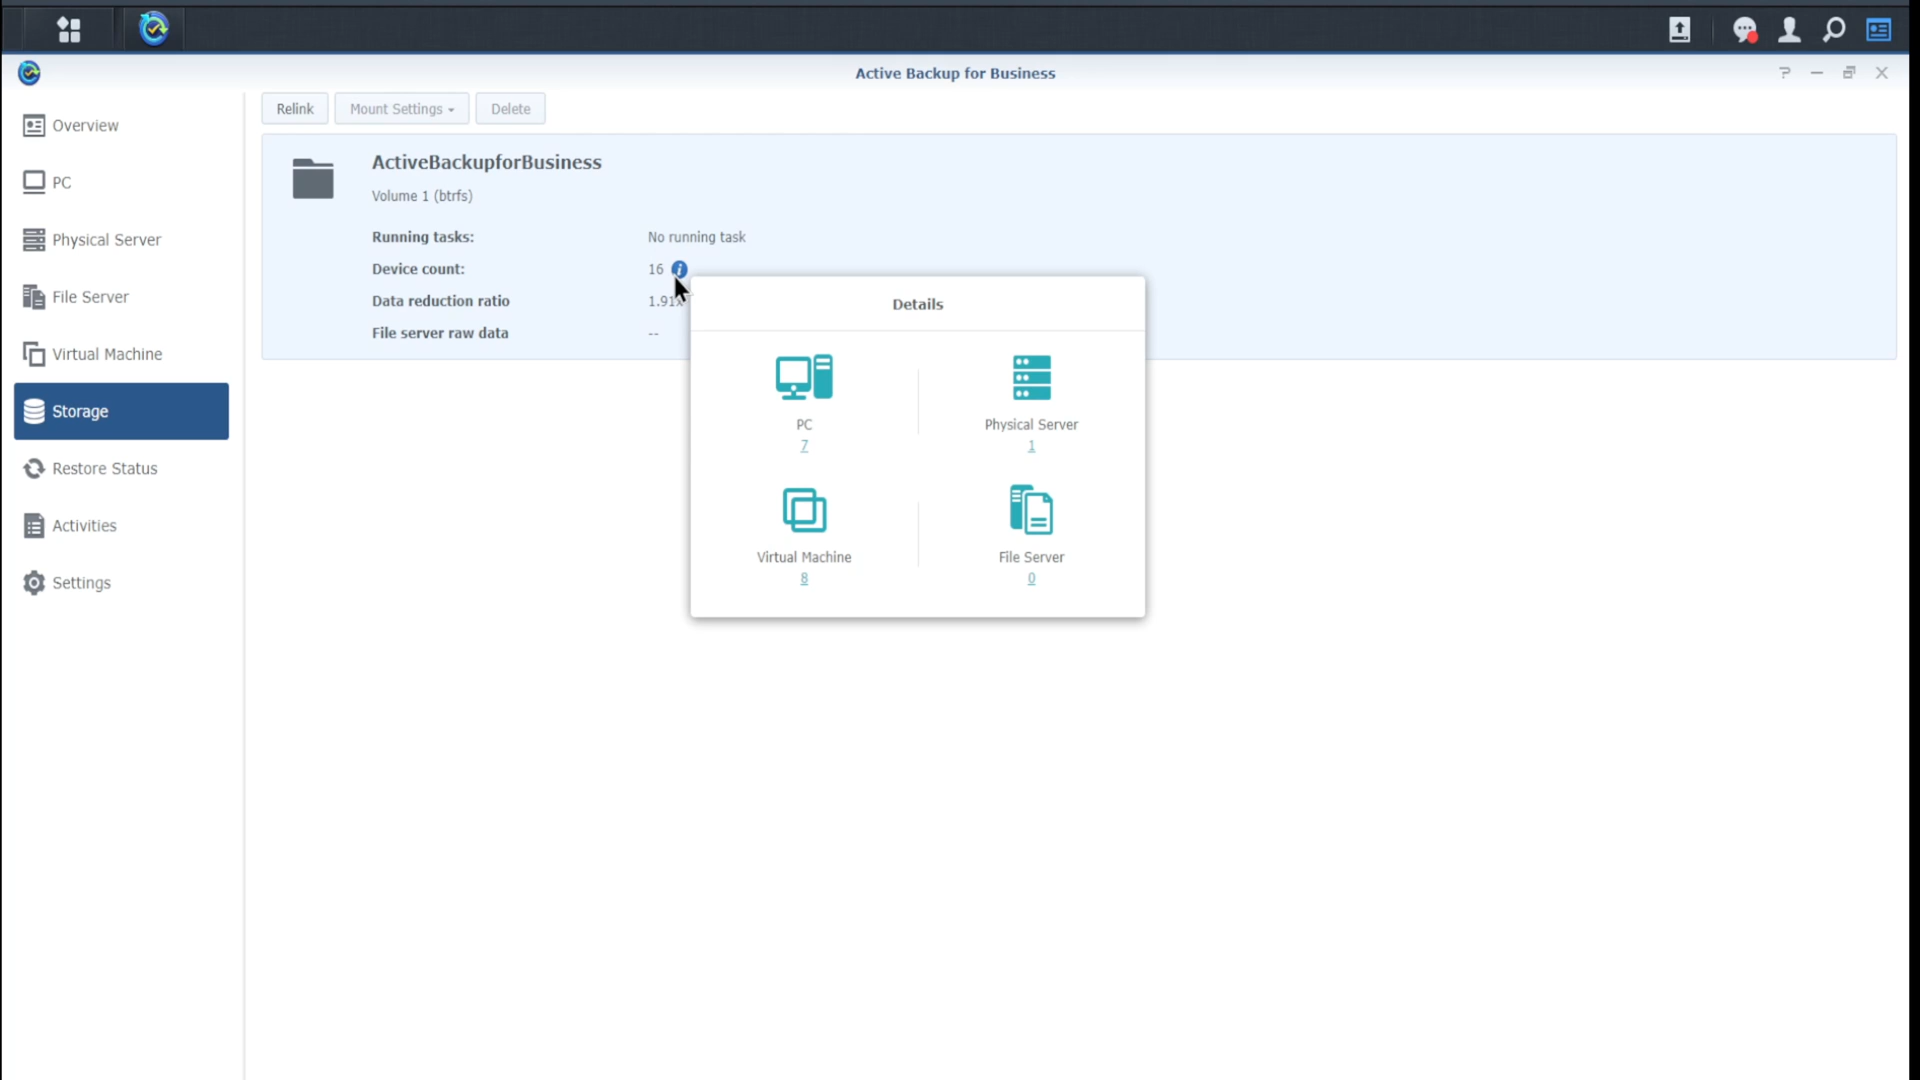 Active Backup for Business
Overview
PC
Physical Server
File Server
Virtual Machine
Storage
Restore Status
Activities
Settings
Relink
Mount Settings
Delete
ActiveBackupforBusiness
Volume 1 (btrfs)
Running tasks: No running task
Device count: 16
Data reduction ratio 1.91x
File server raw data --
Details
PC
7
Physical Server
1
Virtual Machine
8
File Server
0